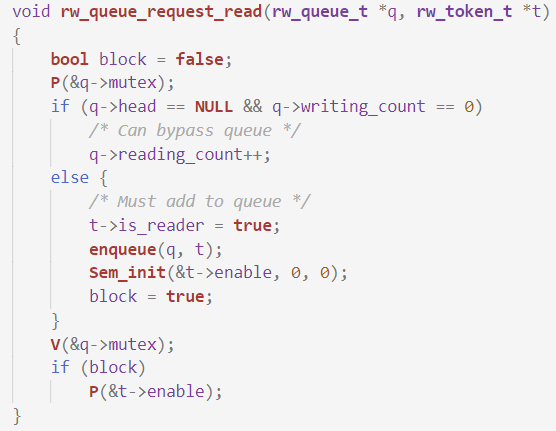 void rw_queue_request_read(rw_queue_t *q, rw_token_t *t)
{
    bool block = false;
    P(&q->mutex);
    if (q->head == NULL && q->writing_count == 0)
        /* Can bypass queue */
        q->reading_count++;
    else {
        /* Must add to queue */
        t->is_reader = true;
        enqueue(q, t);
        Sem_init(&t->enable, 0, 0);
        block = true;
    }
    V(&q->mutex);
    if (block)
        P(&t->enable);
}